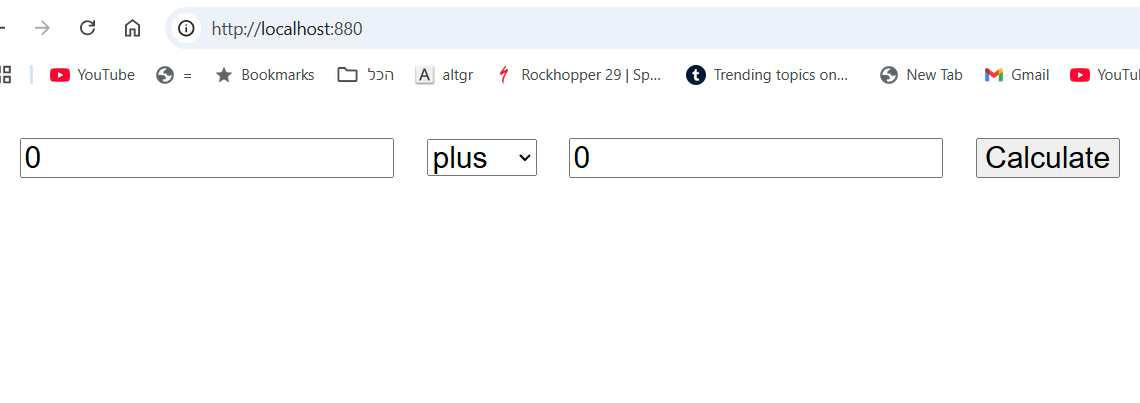 http://localhost:880
YouTube = Bookmarks הכל A altgr Rockhopper 29 | Sp... t Trending topics on... New Tab Gmail YouTu
0 plus 0 Calculate